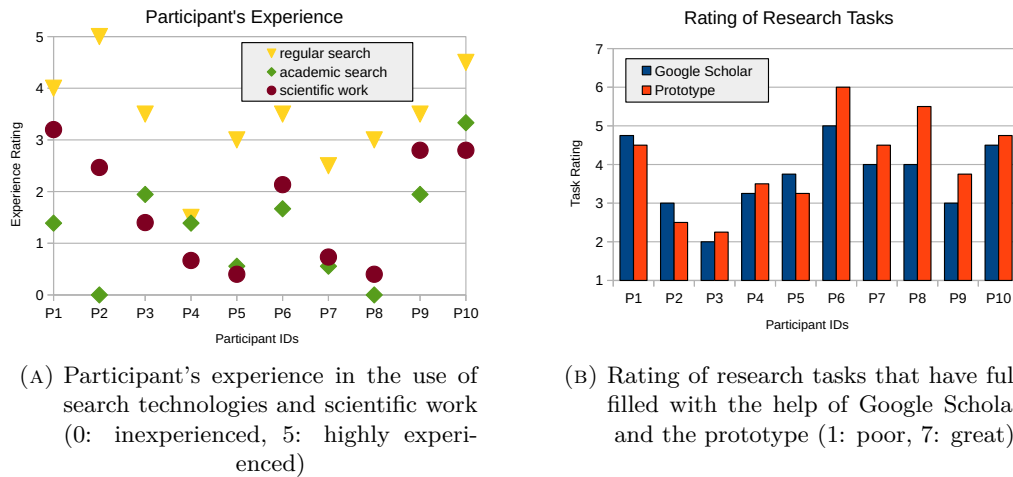 Participant's Experience
5
4
3
2
1
0
Experience Rating
regular search
academic search
scientific work
P1 P2 P3 P4 P5 P6 P7 P8 P9 P10
Participant IDs
(A) Participant's experience in the use of
search technologies and scientific work
(0: inexperienced, 5: highly experi-
enced)
Rating of Research Tasks
7
6
5
4
3
2
1
Task Rating
Google Scholar
Prototype
P1 P2 P3 P4 P5 P6 P7 P8 P9 P10
Participant IDs
(B) Rating of research tasks that have ful
filled with the help of Google Schola
and the prototype (1: poor, 7: great)